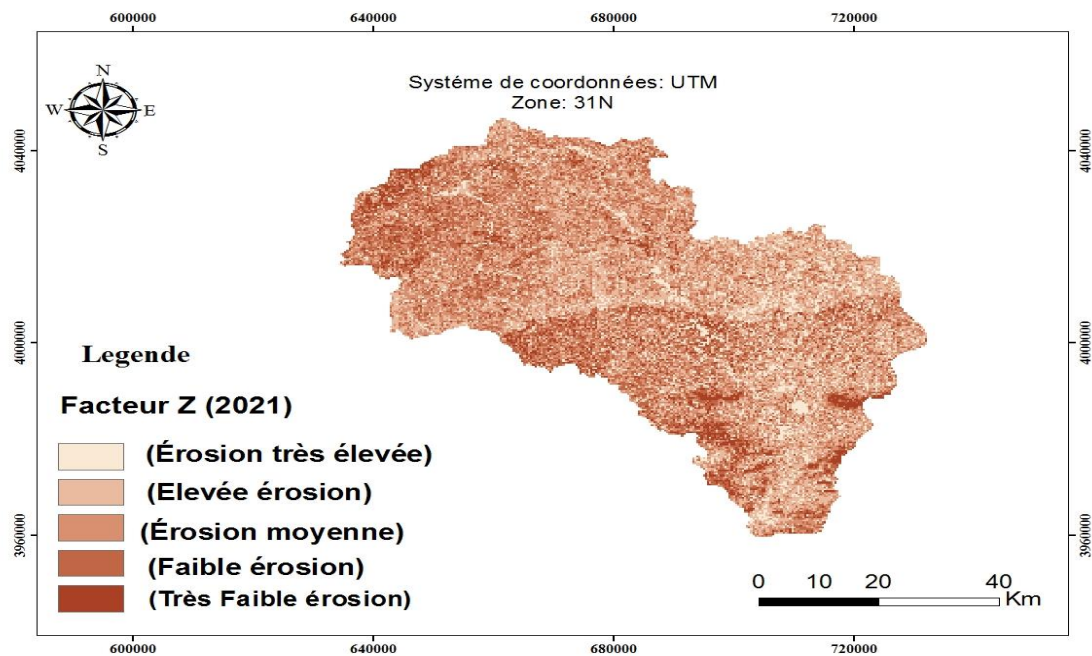 600000 640000 680000 720000
N
W E
S
Systéme de coordonnées: UTM
Zone: 31N
4040000 4040000
4000000 4000000
3960000 3960000
Legende
Facteur Z (2021)
(Érosion très élevée)
(Elevée érosion)
(Érosion moyenne)
(Faible érosion)
(Très Faible érosion)
0 10 20 40
Km
600000 640000 680000 720000